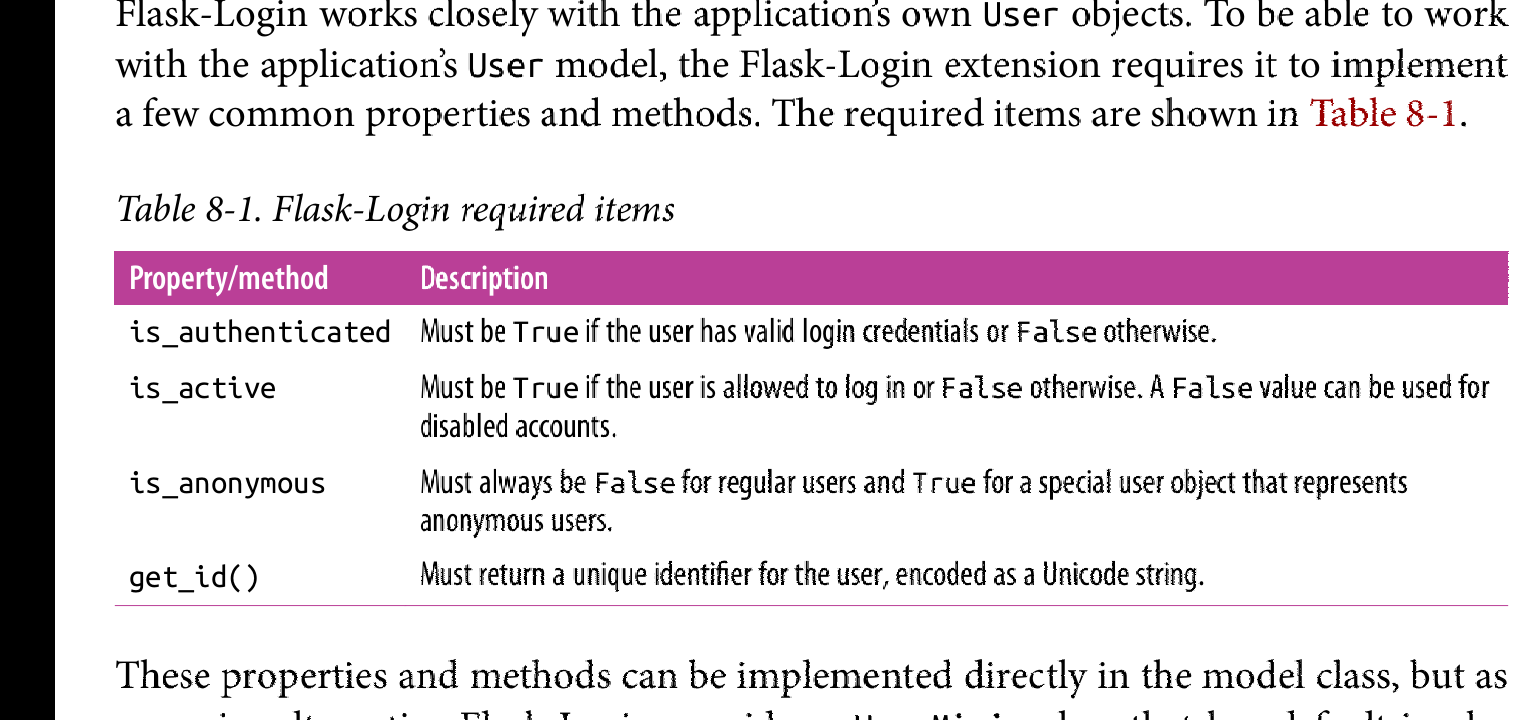 Flask-Login works closely with the application's own User objects. To be able to work
with the application's User model, the Flask-Login extension requires it to implement
a few common properties and methods. The required items are shown in Table 8-1.
Table 8-1. Flask-Login required items
Property/method Description
is_authenticated Must be True if the user has valid login credentials or False otherwise.
is_active Must be True if the user is allowed to log in or False otherwise. A False value can be used for
disabled accounts.
is_anonymous Must always be False for regular users and True for a special user object that represents
anonymous users.
get_id() Must return a unique identifier for the user, encoded as a Unicode string.
These properties and methods can be implemented directly in the model class, but as